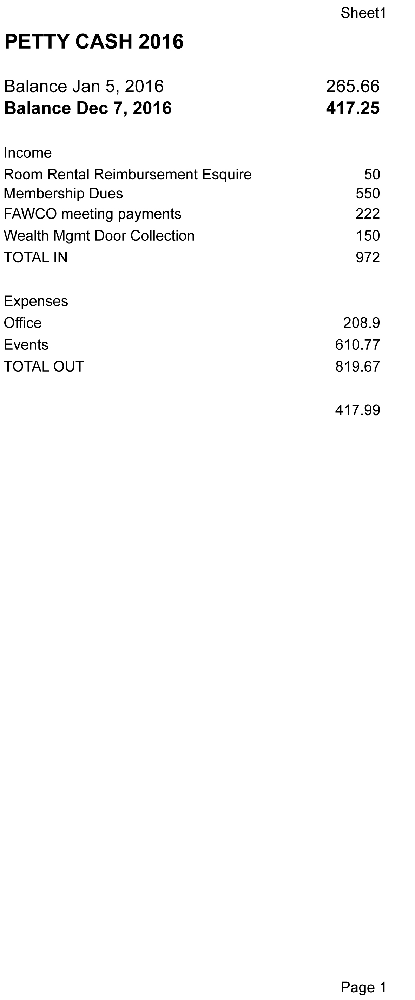 Sheet1
PETTY CASH 2016
Balance Jan 5, 2016 265.66
Balance Dec 7, 2016 417.25
Income
Room Rental Reimbursement Esquire 50
Membership Dues 550
FAWCO meeting payments 222
Wealth Mgmt Door Collection 150
TOTAL IN 972
Expenses
Office 208.9
Events 610.77
TOTAL OUT 819.67
417.99
Page 1